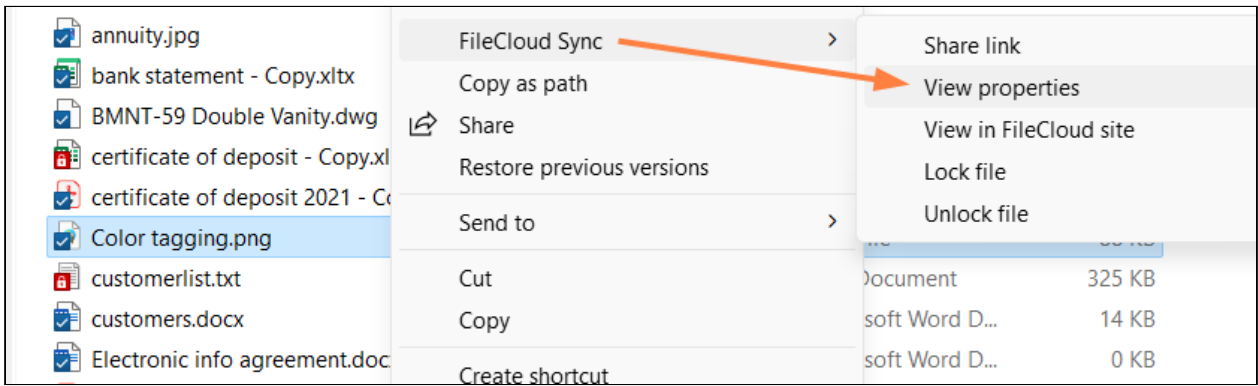 annuity.jpg
bank statement - Copy.xltx
BMNT-59 Double Vanity.dwg
certificate of deposit - Copy.xl
certificate of deposit 2021 - Co
Color tagging.png
customerlist.txt
customers.docx
Electronic info agreement.doc
FileCloud Sync
Copy as path
Share
Restore previous versions
Send to
Cut
Copy
Create shortcut
Share link
View properties
View in FileCloud site
Lock file
Unlock file
Document 325 KB
soft Word D... 14 KB
soft Word D... 0 KB